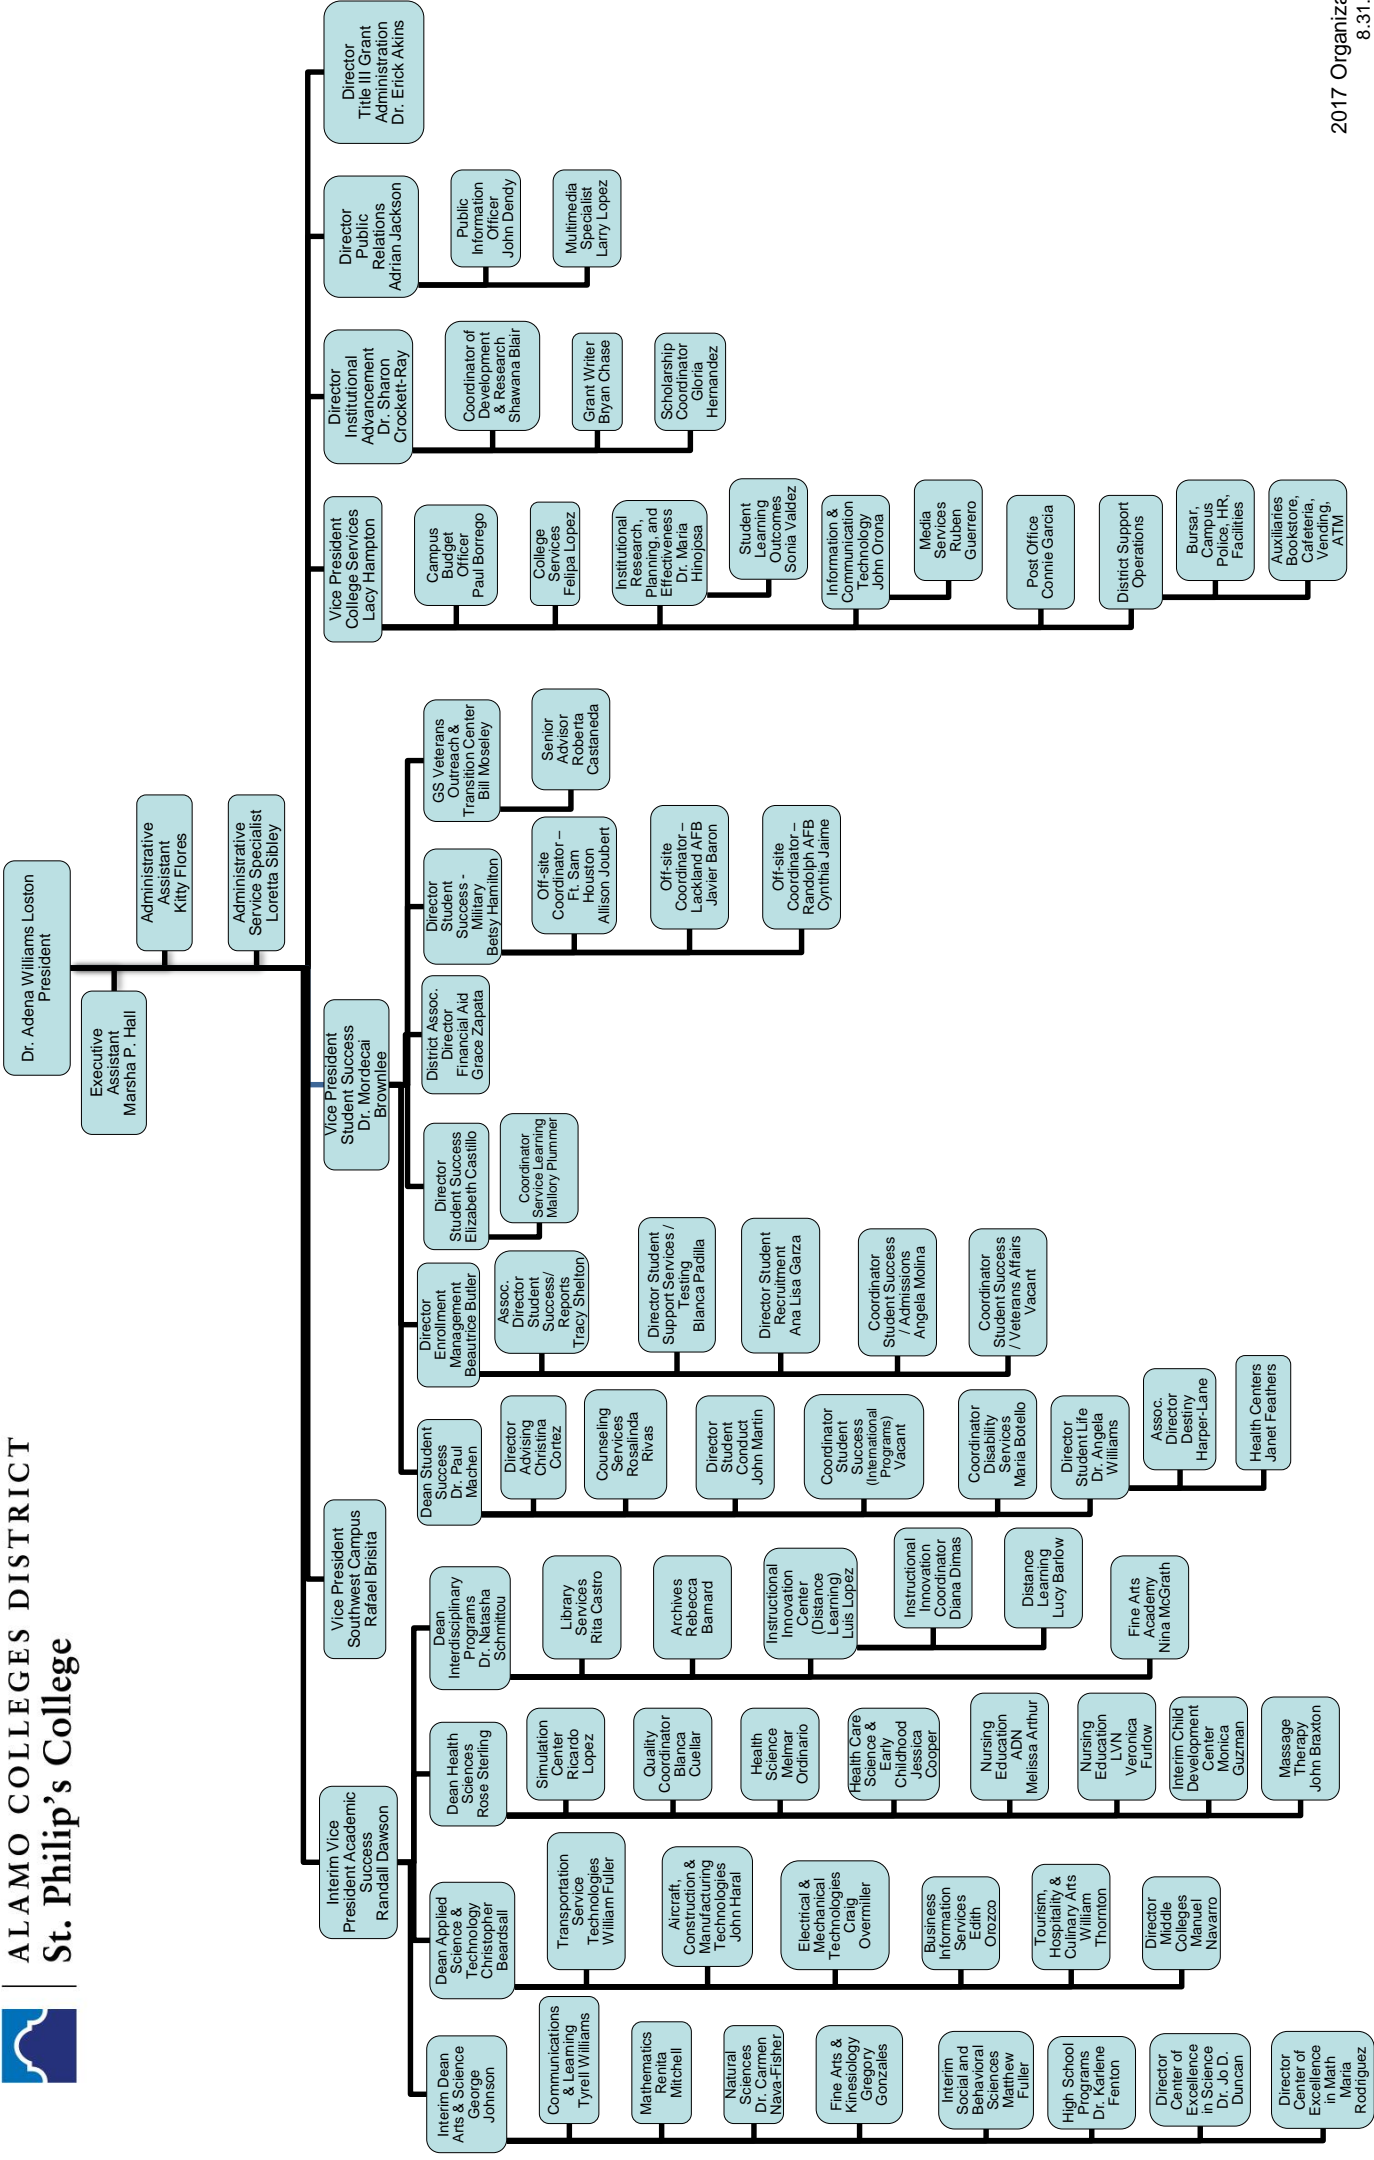 ALAMO COLLEGES DISTRICT
St. Philip's College
Dr. Adena Williams Loston
President
Executive
Assistant
Marsha P. Hall
Administrative
Assistant
Kitty Flores
Administrative
Service Specialist
Loretta Sibley
Interim Vice
President Academic
Success
Randall Dawson
Interim Dean
Arts & Science
George
Johnson
Communications
& Learning
Tyrell Williams
Mathematics
Renita
Mitchell
Natural
Sciences
Dr. Carmen
Nava-Fisher
Fine Arts &
Kinesiology
Gregory
Gonzales
Interim
Social and
Behavioral
Sciences
Matthew
Fuller
High School
Programs
Dr. Karlene
Fenton
Director
Center of
Excellence
in Science
Dr. Jo D.
Duncan
Director
Center of
Excellence
in Math
Maria
Rodriguez
Dean Applied
Science &
Technology
Christopher
Beardsall
Transportation
Service
Technologies
William Fuller
Aircraft,
Construction &
Manufacturing
Technologies
John Haral
Electrical &
Mechanical
Technologies
Craig
Overmiller
Business
Information
Services
Edith
Orozco
Tourism,
Hospitality &
Culinary Arts
William
Thornton
Director
Middle
Colleges
Manuel
Navarro
Dean Health
Sciences
Rose Sterling
Simulation
Center
Ricardo
Lopez
Quality
Coordinator
Blanca
Cuellar
Health
Science
Melmar
Ordinario
Health Care
Science &
Early
Childhood
Jessica
Cooper
Nursing
Education
ADN
Melissa Arthur
Nursing
Education
LVN
Veronica
Furlow
Interim Child
Development
Center
Monica
Guzman
Massage
Therapy
John Braxton
Dean
Interdisciplinary
Programs
Dr. Natasha
Schmittou
Library
Services
Rita Castro
Archives
Rebecca
Barnard
Instructional
Innovation
Center
(Distance
Learning)
Luis Lopez
Instructional
Innovation
Coordinator
Diana Dimas
Distance
Learning
Lucy Barlow
Fine Arts
Academy
Nina McGrath
Vice President
Southwest Campus
Rafael Brisita
Vice President
Student Success
Dr. Mordecai
Brownlee
Dean Student
Success
Dr. Paul
Machen
Director
Advising
Christina
Cortez
Counseling
Services
Rosalinda
Rivas
Director
Student
Conduct
John Martin
Coordinator
Student
Success
(International
Programs)
Vacant
Coordinator
Disability
Services
Maria Botello
Director
Student Life
Dr. Angela
Williams
Assoc.
Director
Destiny
Harper-Lane
Health Centers
Janet Feathers
Director
Enrollment
Management
Beautrice Butler
Assoc.
Director
Student
Success/
Reports
Tracy Shelton
Director Student
Support Services /
Testing
Blanca Padilla
Director Student
Recruitment
Ana Lisa Garza
Coordinator
Student Success
/ Admissions
Angela Molina
Coordinator
Student Success
/ Veterans Affairs
Vacant
Director
Student Success
Elizabeth Castillo
Coordinator
Service Learning
Mallory Plummer
District Assoc.
Director
Financial Aid
Grace Zapata
Director
Student
Success -
Military
Betsy Hamilton
Off-site
Coordinator –
Ft. Sam
Houston
Allison Joubert
Off-site
Coordinator –
Lackland AFB
Javier Baron
Off-site
Coordinator –
Randolph AFB
Cynthia Jaime
GS Veterans
Outreach &
Transition Center
Bill Moseley
Senior
Advisor
Roberta
Castaneda
Vice President
College Services
Lacy Hampton
Campus
Budget
Officer
Paul Borrego
College
Services
Felipa Lopez
Institutional
Research,
Planning, and
Effectiveness
Dr. Maria
Hinojosa
Student
Learning
Outcomes
Sonia Valdez
Information &
Communication
Technology
John Orona
Media
Services
Ruben
Guerrero
Post Office
Connie Garcia
District Support
Operations
Bursar,
Campus
Police, HR,
Facilities
Auxiliaries
Bookstore,
Cafeteria,
Vending,
ATM
Director
Institutional
Advancement
Dr. Sharon
Crockett-Ray
Coordinator of
Development
& Research
Shawana Blair
Grant Writer
Bryan Chase
Scholarship
Coordinator
Gloria
Hernandez
Director
Public
Relations
Adrian Jackson
Public
Information
Officer
John Dendy
Multimedia
Specialist
Larry Lopez
Director
Title III Grant
Administration
Dr. Erick Akins
2017 Organiza
8.31.